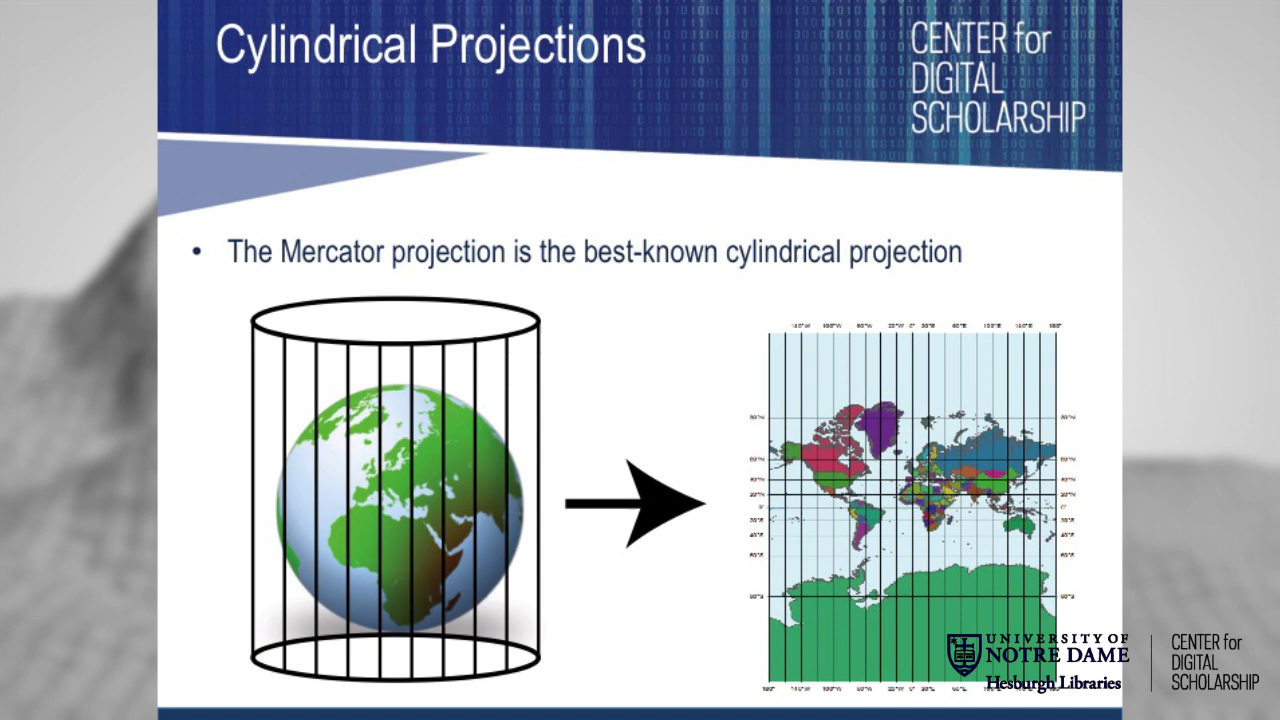 Cylindrical Projections
CENTER for
DIGITAL
SCHOLARSHIP
• The Mercator projection is the best-known cylindrical projection
UNIVERSITY OF
NOTRE DAME
Hesburgh Libraries
CENTER for
DIGITAL
SCHOLARSHIP